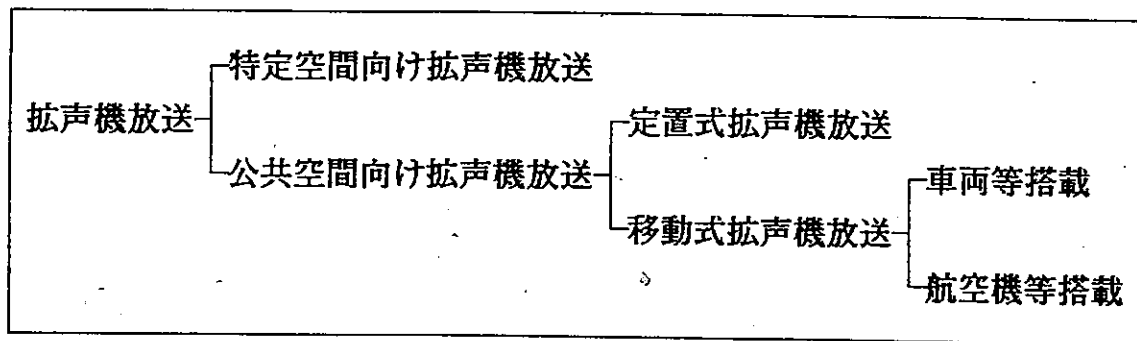 特定空間向け拡声機放送
拡声機放送
定置式拡声機放送
公共空間向け拡声機放送
車両等搭載
移動式拡声機放送
航空機等搭載